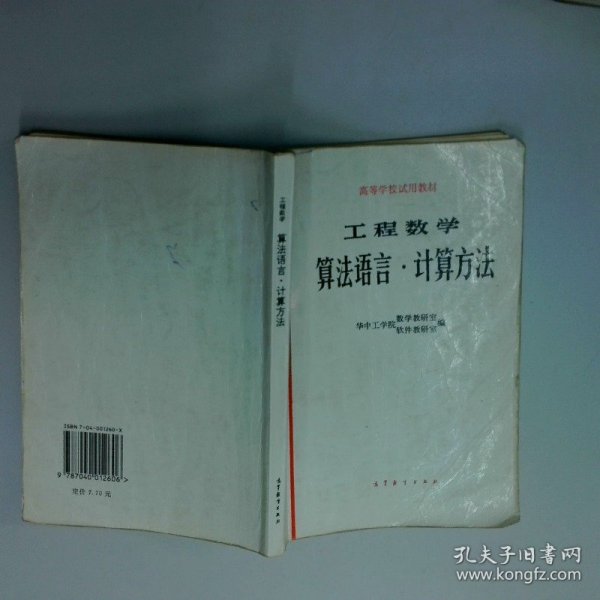 高等学校试用教材
工程数学
算法语言·计算方法
华中工学院数学教研室
软件教研室编
高等教育出版社
工程数学
算法语言·计算方法
高等教育出版社
ISBN 7-04-001260-X
9 787040 012606 >
定价 7.70 元
孔夫子旧书网
www.kongfz.com